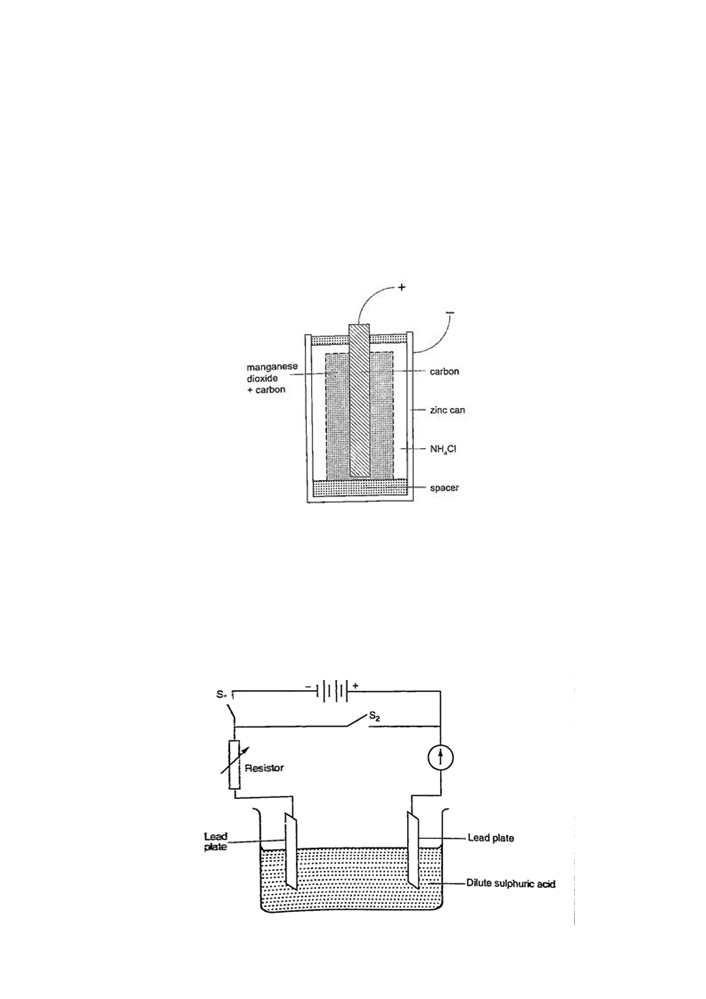 +
−
manganese
dioxide
+ carbon
carbon
zinc can
NH₄Cl
spacer
− +
S
S₂
Resistor
Lead
plate
Lead plate
Dilute sulphuric acid